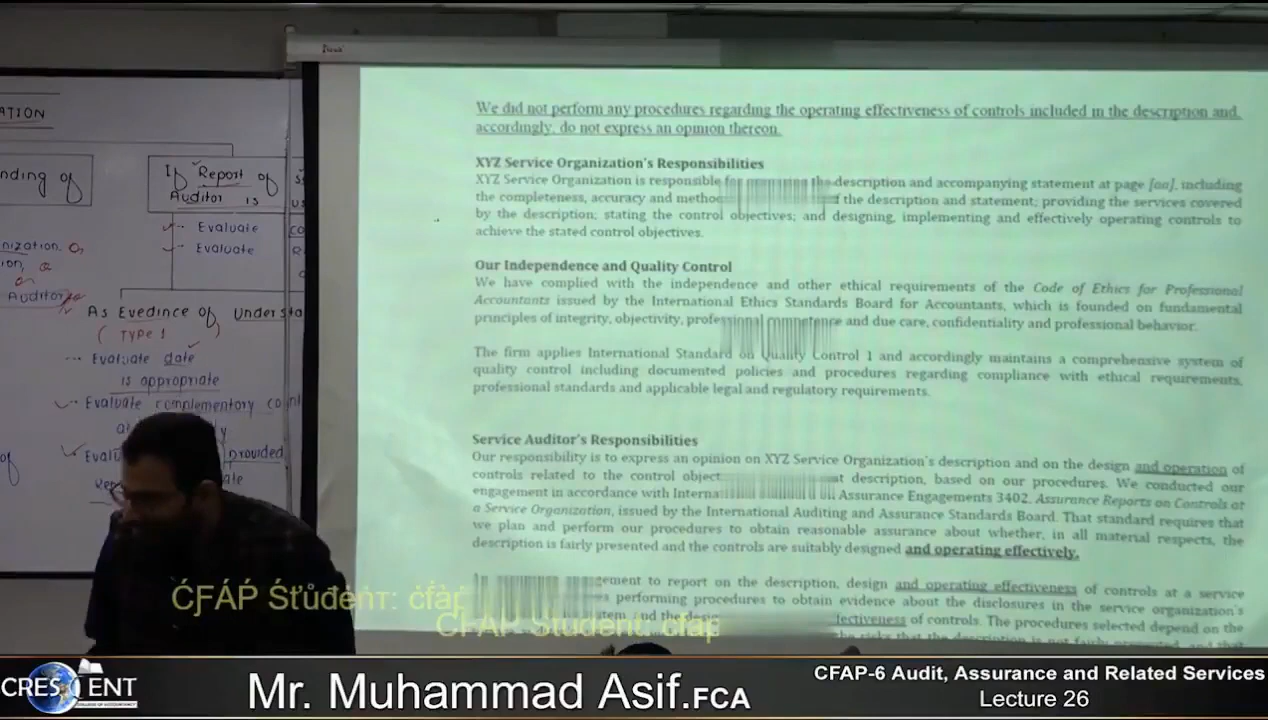 ATION
nding of
nization.
ion,
Auditor
of
If Report of
Auditor is
Evaluate
Evaluate
As Evedince of Understa
( TYPE 1 )
Evaluate date
is appropriate
Evaluate complementary
provided
We did not perform any procedures regarding the operating effectiveness of controls included in the description and,
accordingly, do not express an opinion thereon.
XYZ Service Organization's Responsibilities
XYZ Service Organization is responsible the description and accompanying statement at page [aa], including
the completeness, accuracy and the description and statement; providing the services covered
by the description; stating the control objectives; and designing, implementing and effectively operating controls to
achieve the stated control objectives.
Our Independence and Quality Control
We have complied with the independence and other ethical requirements of the Code of Ethics for Professional
Accountants issued by the International Ethics Standards Board for Accountants, which is founded on fundamental
principles of integrity, objectivity, professional competence and due care, confidentiality and professional behavior.
The firm applies International Standard on Quality Control 1 and accordingly maintains a comprehensive system of
quality control including documented policies and procedures regarding compliance with ethical requirements,
professional standards and applicable legal and regulatory requirements.
Service Auditor's Responsibilities
Our responsibility is to express an opinion on XYZ Service Organization's description and on the design and operation of
controls related to the control description, based on our procedures. We conducted our
engagement in accordance with Assurance Engagements 3402, Assurance Reports on Controls at
a Service Organization, issued by the International Auditing and Assurance Standards Board. That standard requires that
we plan and perform our procedures to obtain reasonable assurance about whether, in all material respects, the
description is fairly presented and the controls are suitably designed and operating effectively.
to report on the description, design and operating effectiveness of controls at a service
performing procedures to obtain evidence about the disclosures in the service organization's
of controls. The procedures selected depend on the
CFAP Student: cfap
CRESCENT
COLLEGE OF ACCOUNTANCY
Mr. Muhammad Asif.FCA
CFAP-6 Audit, Assurance and Related Services
Lecture 26